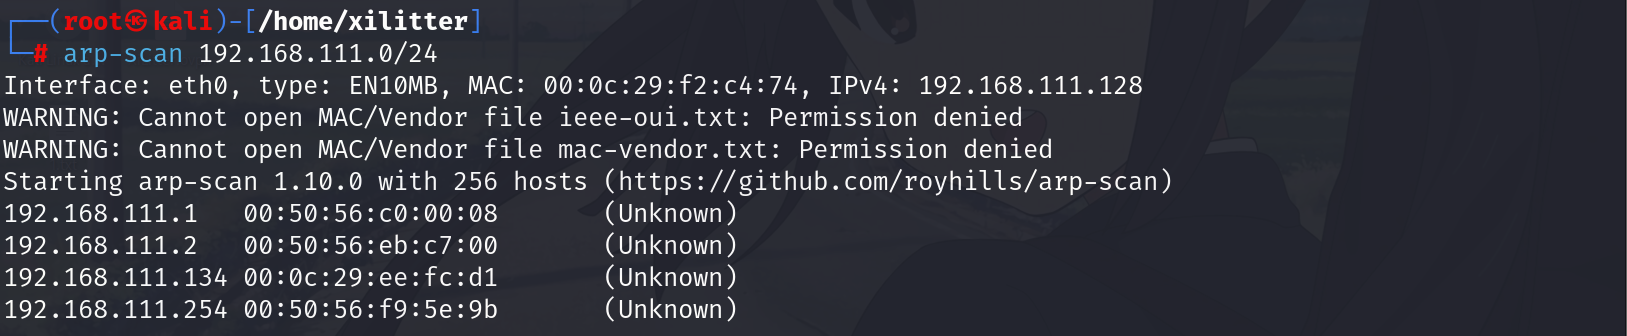 ┌──(root㉿kali)-[/home/xilitter]
└─# arp-scan 192.168.111.0/24
Interface: eth0, type: EN10MB, MAC: 00:0c:29:f2:c4:74, IPv4: 192.168.111.128
WARNING: Cannot open MAC/Vendor file ieee-oui.txt: Permission denied
WARNING: Cannot open MAC/Vendor file mac-vendor.txt: Permission denied
Starting arp-scan 1.10.0 with 256 hosts (https://github.com/royhills/arp-scan)
192.168.111.1   00:50:56:c0:00:08       (Unknown)
192.168.111.2   00:50:56:eb:c7:00       (Unknown)
192.168.111.134 00:0c:29:ee:fc:d1       (Unknown)
192.168.111.254 00:50:56:f9:5e:9b       (Unknown)